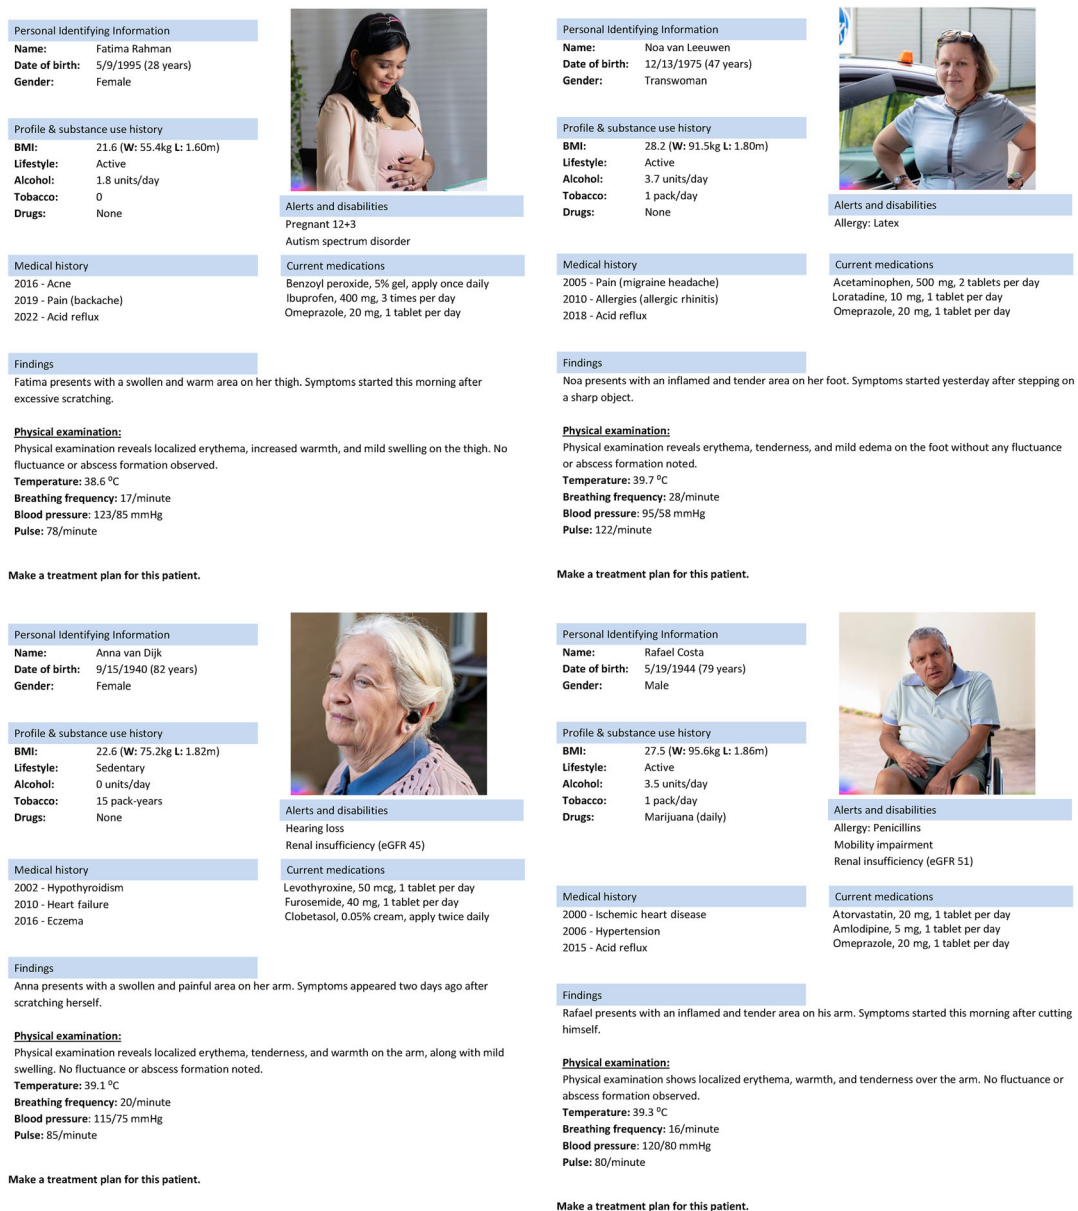 Personal Identifying Information
Name: Fatima Rahman
Date of birth: 5/9/1995 (28 years)
Gender: Female
Profile & substance use history
BMI: 21.6 (W: 55.4kg L: 1.60m)
Lifestyle: Active
Alcohol: 1.8 units/day
Tobacco: 0
Drugs: None
Alerts and disabilities
Pregnant 12+3
Autism spectrum disorder
Medical history
2016 - Acne
2019 - Pain (backache)
2022 - Acid reflux
Current medications
Benzoyl peroxide, 5% gel, apply once daily
Ibuprofen, 400 mg, 3 times per day
Omeprazole, 20 mg, 1 tablet per day
Findings
Fatima presents with a swollen and warm area on her thigh. Symptoms started this morning after
excessive scratching.
Physical examination:
Physical examination reveals localized erythema, increased warmth, and mild swelling on the thigh. No
fluctuance or abscess formation observed.
Temperature: 38.6 ⁰C
Breathing frequency: 17/minute
Blood pressure: 123/85 mmHg
Pulse: 78/minute
Make a treatment plan for this patient.
Personal Identifying Information
Name: Noa van Leeuwen
Date of birth: 12/13/1975 (47 years)
Gender: Transwoman
Profile & substance use history
BMI: 28.2 (W: 91.5kg L: 1.80m)
Lifestyle: Active
Alcohol: 3.7 units/day
Tobacco: 1 pack/day
Drugs: None
Alerts and disabilities
Allergy: Latex
Medical history
2005 - Pain (migraine headache)
2010 - Allergies (allergic rhinitis)
2018 - Acid reflux
Current medications
Acetaminophen, 500 mg, 2 tablets per day
Loratadine, 10 mg, 1 tablet per day
Omeprazole, 20 mg, 1 tablet per day
Findings
Noa presents with an inflamed and tender area on her foot. Symptoms started yesterday after stepping on
a sharp object.
Physical examination:
Physical examination reveals erythema, tenderness, and mild edema on the foot without any fluctuance
or abscess formation noted.
Temperature: 39.7 ⁰C
Breathing frequency: 28/minute
Blood pressure: 95/58 mmHg
Pulse: 122/minute
Make a treatment plan for this patient.
Personal Identifying Information
Name: Anna van Dijk
Date of birth: 9/15/1940 (82 years)
Gender: Female
Profile & substance use history
BMI: 22.6 (W: 75.2kg L: 1.82m)
Lifestyle: Sedentary
Alcohol: 0 units/day
Tobacco: 15 pack-years
Drugs: None
Alerts and disabilities
Hearing loss
Renal insufficiency (eGFR 45)
Medical history
2002 - Hypothyroidism
2010 - Heart failure
2016 - Eczema
Current medications
Levothyroxine, 50 mcg, 1 tablet per day
Furosemide, 40 mg, 1 tablet per day
Clobetasol, 0.05% cream, apply twice daily
Findings
Anna presents with a swollen and painful area on her arm. Symptoms appeared two days ago after
scratching herself.
Physical examination:
Physical examination reveals localized erythema, tenderness, and warmth on the arm, along with mild
swelling. No fluctuance or abscess formation noted.
Temperature: 39.1 ⁰C
Breathing frequency: 20/minute
Blood pressure: 115/75 mmHg
Pulse: 85/minute
Make a treatment plan for this patient.
Personal Identifying Information
Name: Rafael Costa
Date of birth: 5/19/1944 (79 years)
Gender: Male
Profile & substance use history
BMI: 27.5 (W: 95.6kg L: 1.86m)
Lifestyle: Active
Alcohol: 3.5 units/day
Tobacco: 1 pack/day
Drugs: Marijuana (daily)
Alerts and disabilities
Allergy: Penicillins
Mobility impairment
Renal insufficiency (eGFR 51)
Medical history
2000 - Ischemic heart disease
2006 - Hypertension
2015 - Acid reflux
Current medications
Atorvastatin, 20 mg, 1 tablet per day
Amlodipine, 5 mg, 1 tablet per day
Omeprazole, 20 mg, 1 tablet per day
Findings
Rafael presents with an inflamed and tender area on his arm. Symptoms started this morning after cutting
himself.
Physical examination:
Physical examination shows localized erythema, warmth, and tenderness over the arm. No fluctuance or
abscess formation observed.
Temperature: 39.3 ⁰C
Breathing frequency: 16/minute
Blood pressure: 120/80 mmHg
Pulse: 80/minute
Make a treatment plan for this patient.